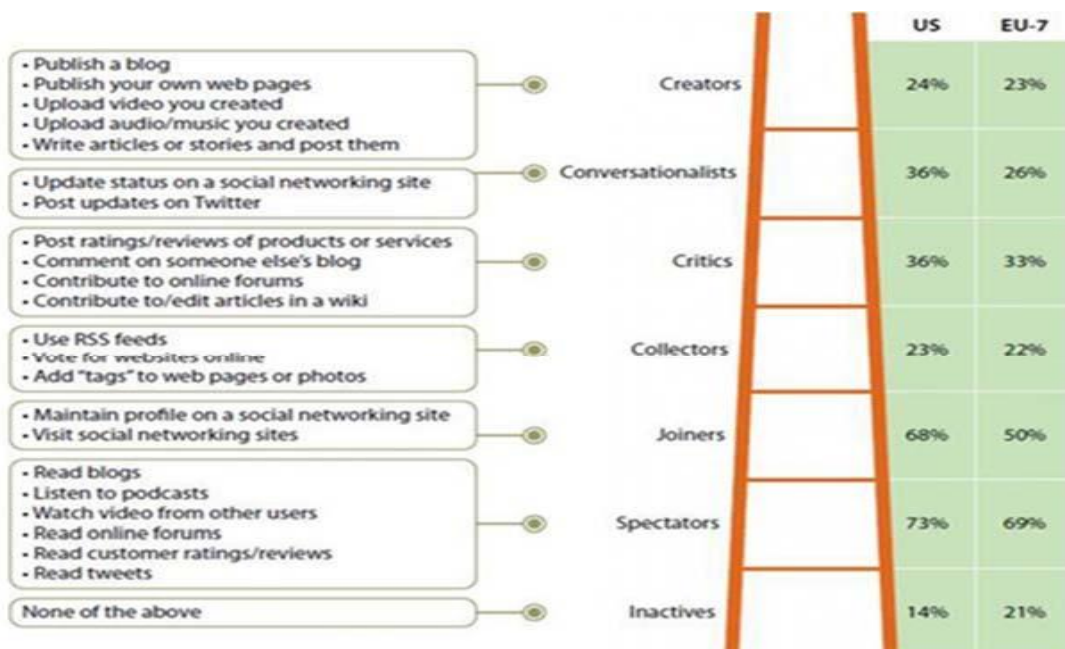 US EU-7
• Publish a blog
• Publish your own web pages
• Upload video you created
• Upload audio/music you created
• Write articles or stories and post them
Creators 24% 23%
• Update status on a social networking site
• Post updates on Twitter
Conversationalists 36% 26%
• Post ratings/reviews of products or services
• Comment on someone else's blog
• Contribute to online forums
• Contribute to/edit articles in a wiki
Critics 36% 33%
• Use RSS feeds
• Vote for websites online
• Add "tags" to web pages or photos
Collectors 23% 22%
• Maintain profile on a social networking site
• Visit social networking sites
Joiners 68% 50%
• Read blogs
• Listen to podcasts
• Watch video from other users
• Read online forums
• Read customer ratings/reviews
• Read tweets
Spectators 73% 69%
None of the above
Inactives 14% 21%